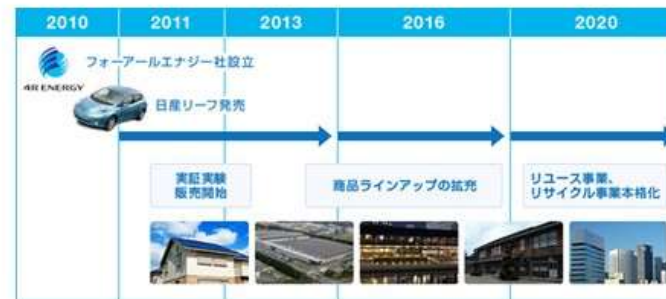 2010 2011 2013 2016 2020
フォーアールエナジー社設立
4R ENERGY
日産リーフ発売
実証実験
販売開始
商品ラインアップの拡充
リユース事業、
リサイクル事業本格化